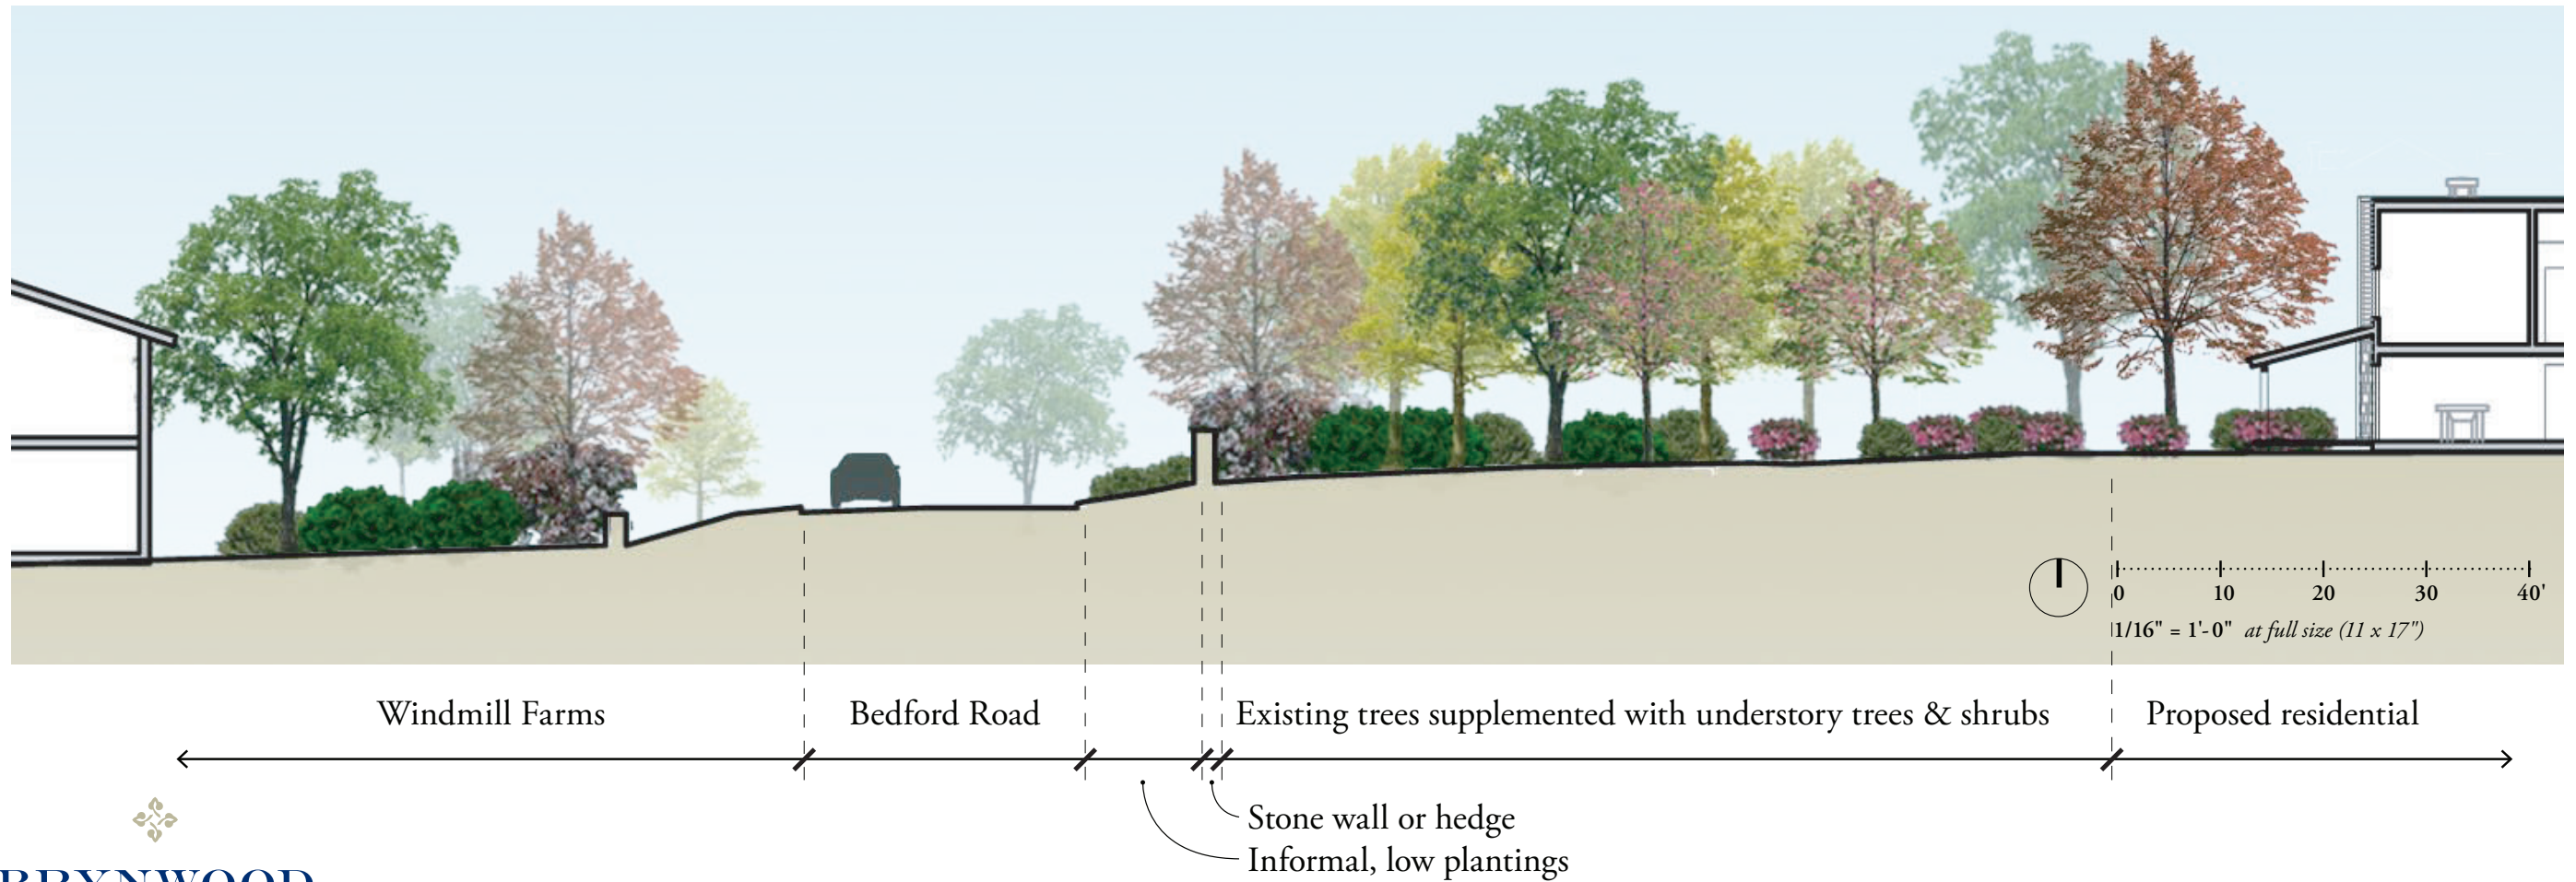 0 10 20 30 40'
1/16" = 1'-0" at full size (11 x 17")
Windmill Farms Bedford Road Existing trees supplemented with understory trees & shrubs Proposed residential
Stone wall or hedge
Informal, low plantings